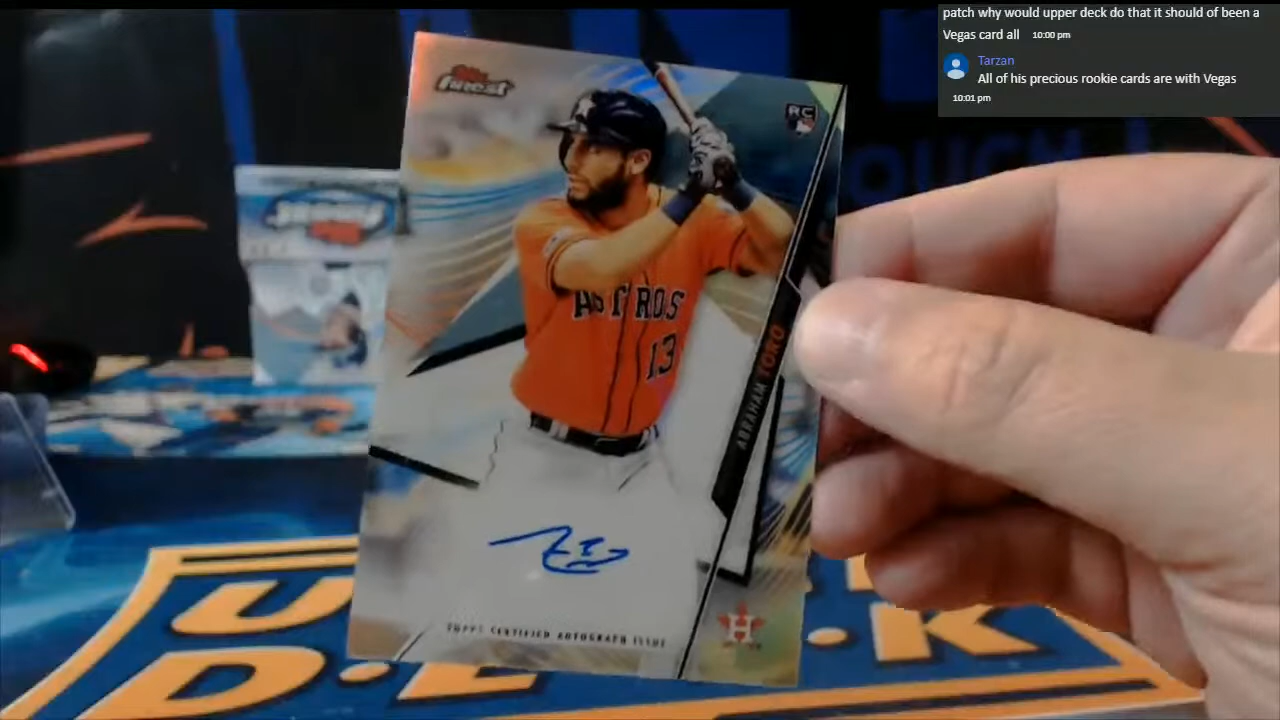 patch why would upper deck do that it should of been a
Vegas card all 10:00 pm
Tarzan
All of his precious rookie cards are with Vegas
10:01 pm
finest
RC
OUCH
ASTROS
13
ABRAHAM TORO
TOPPS CERTIFIED AUTOGRAPH ISSUE
H
U
D.E
.K